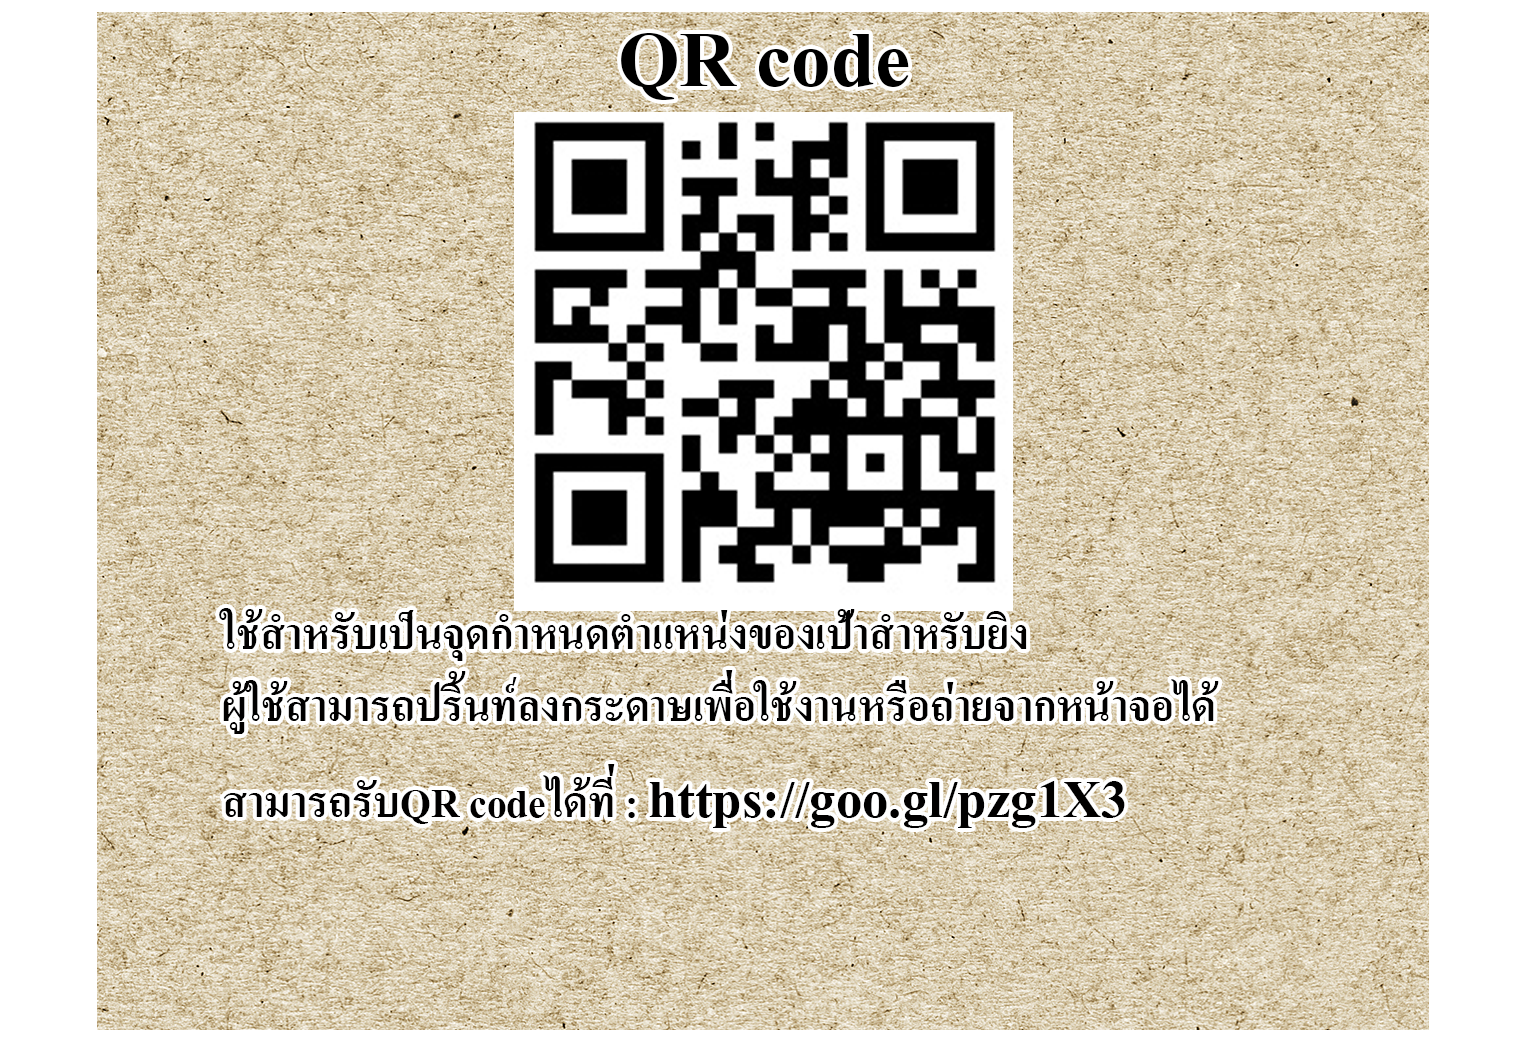 QR code
ใช้สำหรับเป็นจุดกำหนดตำแหน่งของเป้าสำหรับยิง
ผู้ใช้สามารถปริ้นท์ลงกระดาษเพื่อใช้งานหรือถ่ายจากหน้าจอได้
สามารถรับQR codeได้ที่ : https://goo.gl/pzg1X3